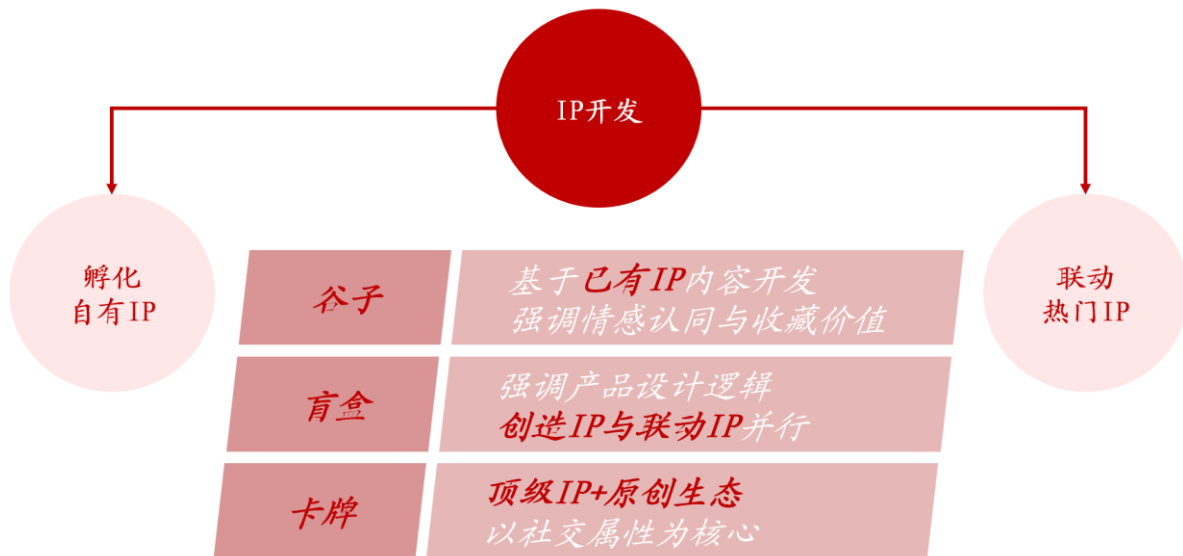 IP开发
孵化
自有IP
联动
热门IP
谷子
基于已有IP内容开发
强调情感认同与收藏价值
盲盒
强调产品设计逻辑
创造IP与联动IP并行
卡牌
顶级IP+原创生态
以社交属性为核心